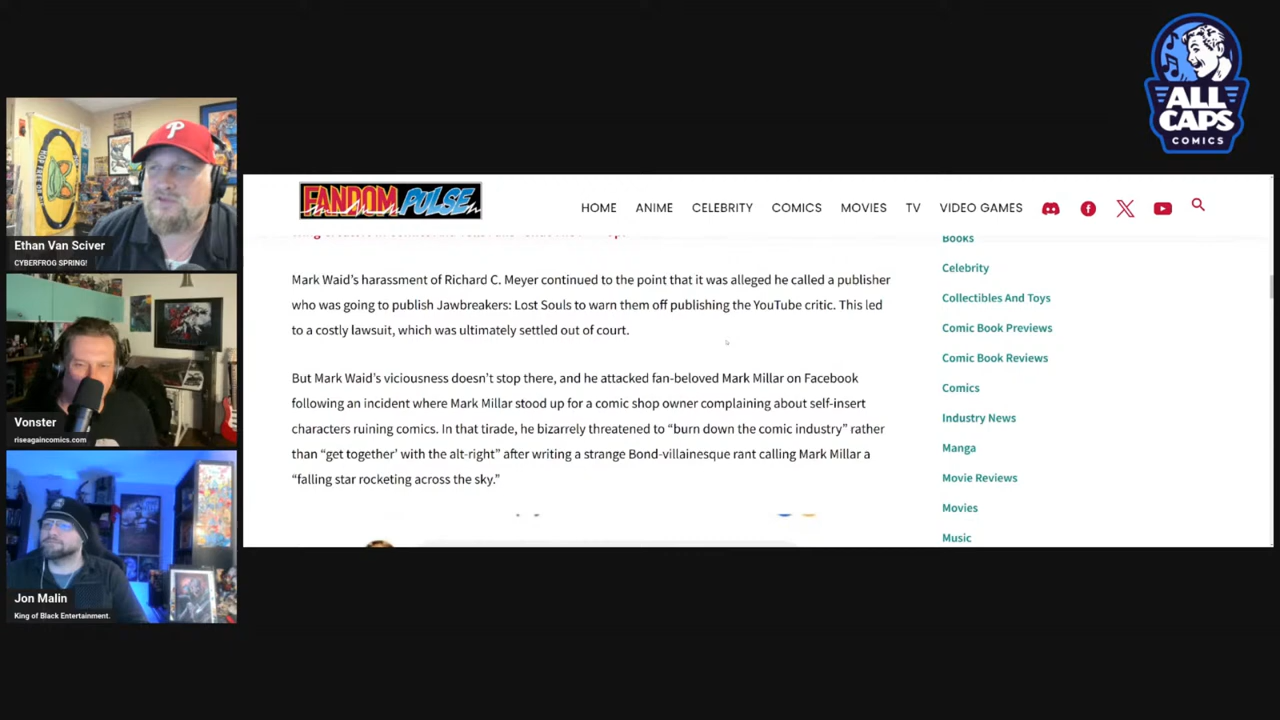 ALL
CAPS
COMICS
P
Ethan Van Sciver
CYBERFROG SPRING!
Vonster
riseagaincomics.com
Jon Malin
King of Black Entertainment.
FANDOM PULSE
HOME ANIME CELEBRITY COMICS MOVIES TV VIDEO GAMES
Mark Waid's harassment of Richard C. Meyer continued to the point that it was alleged he called a publisher
who was going to publish Jawbreakers: Lost Souls to warn them off publishing the YouTube critic. This led
to a costly lawsuit, which was ultimately settled out of court.
But Mark Waid's viciousness doesn't stop there, and he attacked fan-beloved Mark Millar on Facebook
following an incident where Mark Millar stood up for a comic shop owner complaining about self-insert
characters ruining comics. In that tirade, he bizarrely threatened to "burn down the comic industry" rather
than "get together' with the alt-right" after writing a strange Bond-villainesque rant calling Mark Millar a
"falling star rocketing across the sky."
Books
Celebrity
Collectibles And Toys
Comic Book Previews
Comic Book Reviews
Comics
Industry News
Manga
Movie Reviews
Movies
Music